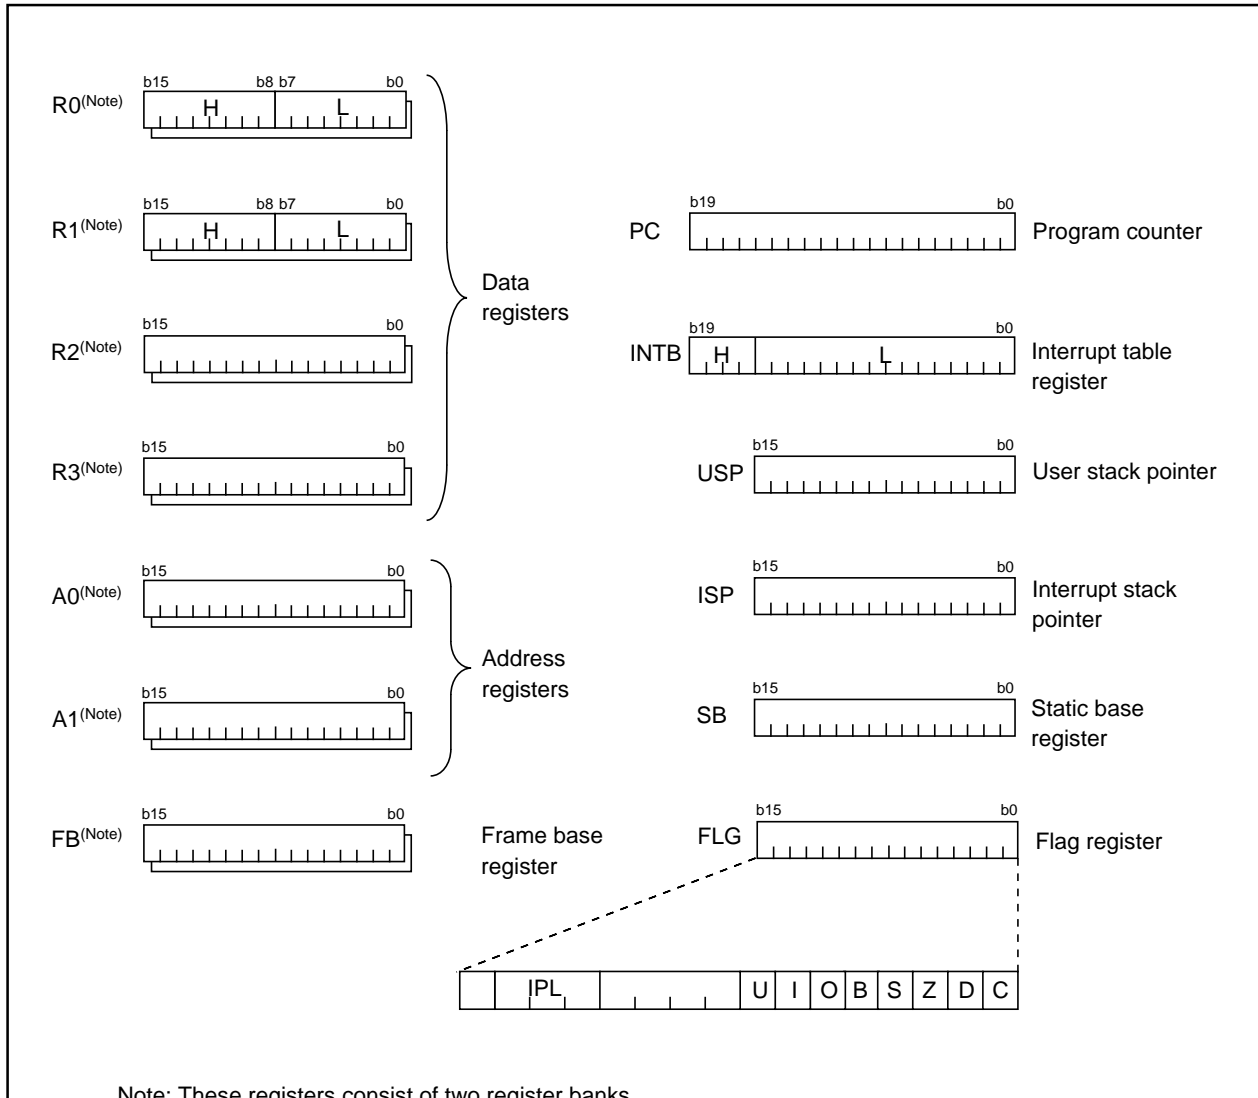 b15 b8 b7 b0
R0(Note) H L
b15 b8 b7 b0
R1(Note) H L
Data
registers
b15 b0
R2(Note)
b15 b0
R3(Note)
b15 b0
A0(Note)
Address
registers
b15 b0
A1(Note)
b15 b0
FB(Note)
Frame base
register
b19 b0
PC Program counter
b19 b0
INTB H L Interrupt table
register
b15 b0
USP User stack pointer
b15 b0
ISP Interrupt stack
pointer
b15 b0
SB Static base
register
b15 b0
FLG Flag register
IPL U I O B S Z D C
Note: These registers consist of two register banks